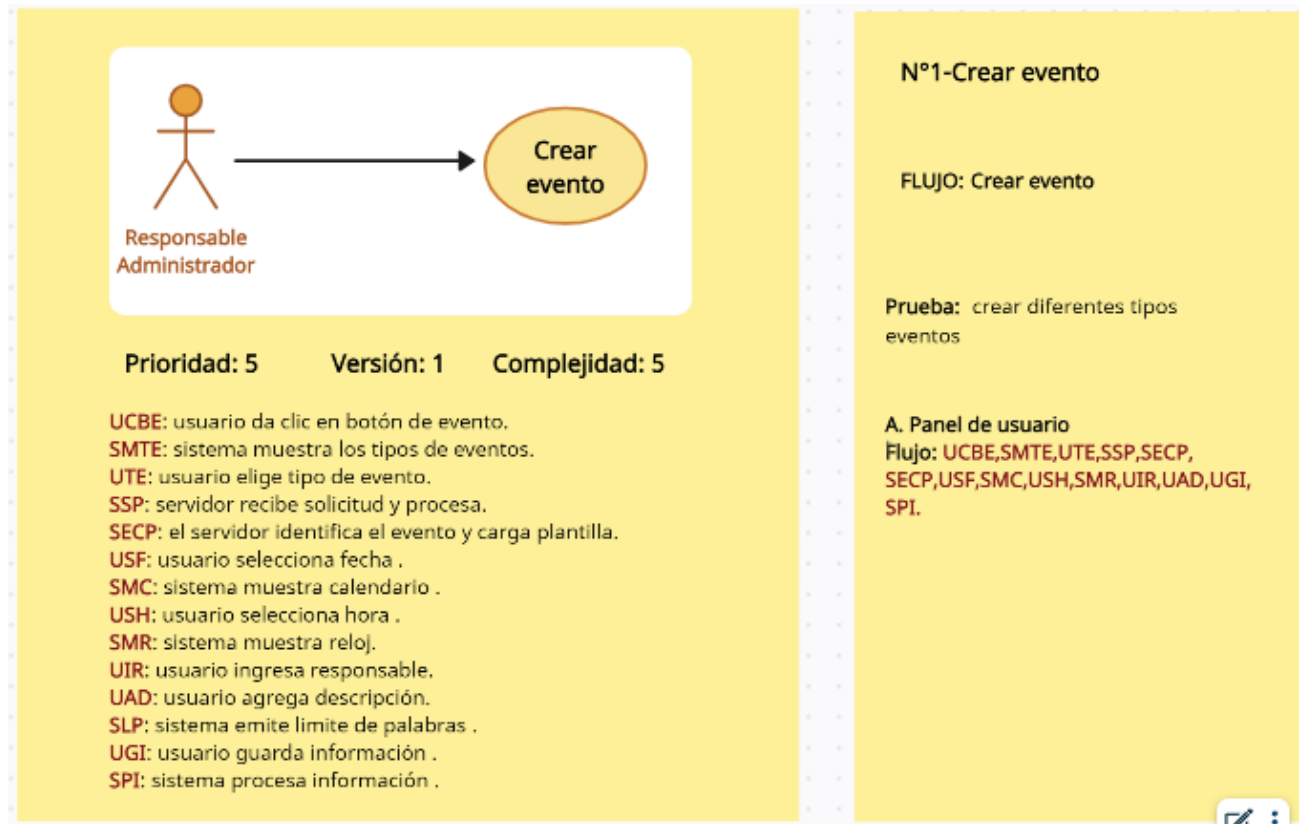 Crear
evento
Responsable
Administrador
Prioridad: 5 Versión: 1 Complejidad: 5
UCBE: usuario da clic en botón de evento.
SMTE: sistema muestra los tipos de eventos.
UTE: usuario elige tipo de evento.
SSP: servidor recibe solicitud y procesa.
SECP: el servidor identifica el evento y carga plantilla.
USF: usuario selecciona fecha .
SMC: sistema muestra calendario .
USH: usuario selecciona hora .
SMR: sistema muestra reloj.
UIR: usuario ingresa responsable.
UAD: usuario agrega descripción.
SLP: sistema emite limite de palabras .
UGI: usuario guarda información .
SPI: sistema procesa información .
N°1-Crear evento
FLUJO: Crear evento
Prueba: crear diferentes tipos
eventos
A. Panel de usuario
Flujo: UCBE,SMTE,UTE,SSP,SECP,
SECP,USF,SMC,USH,SMR,UIR,UAD,UGI,
SPI.